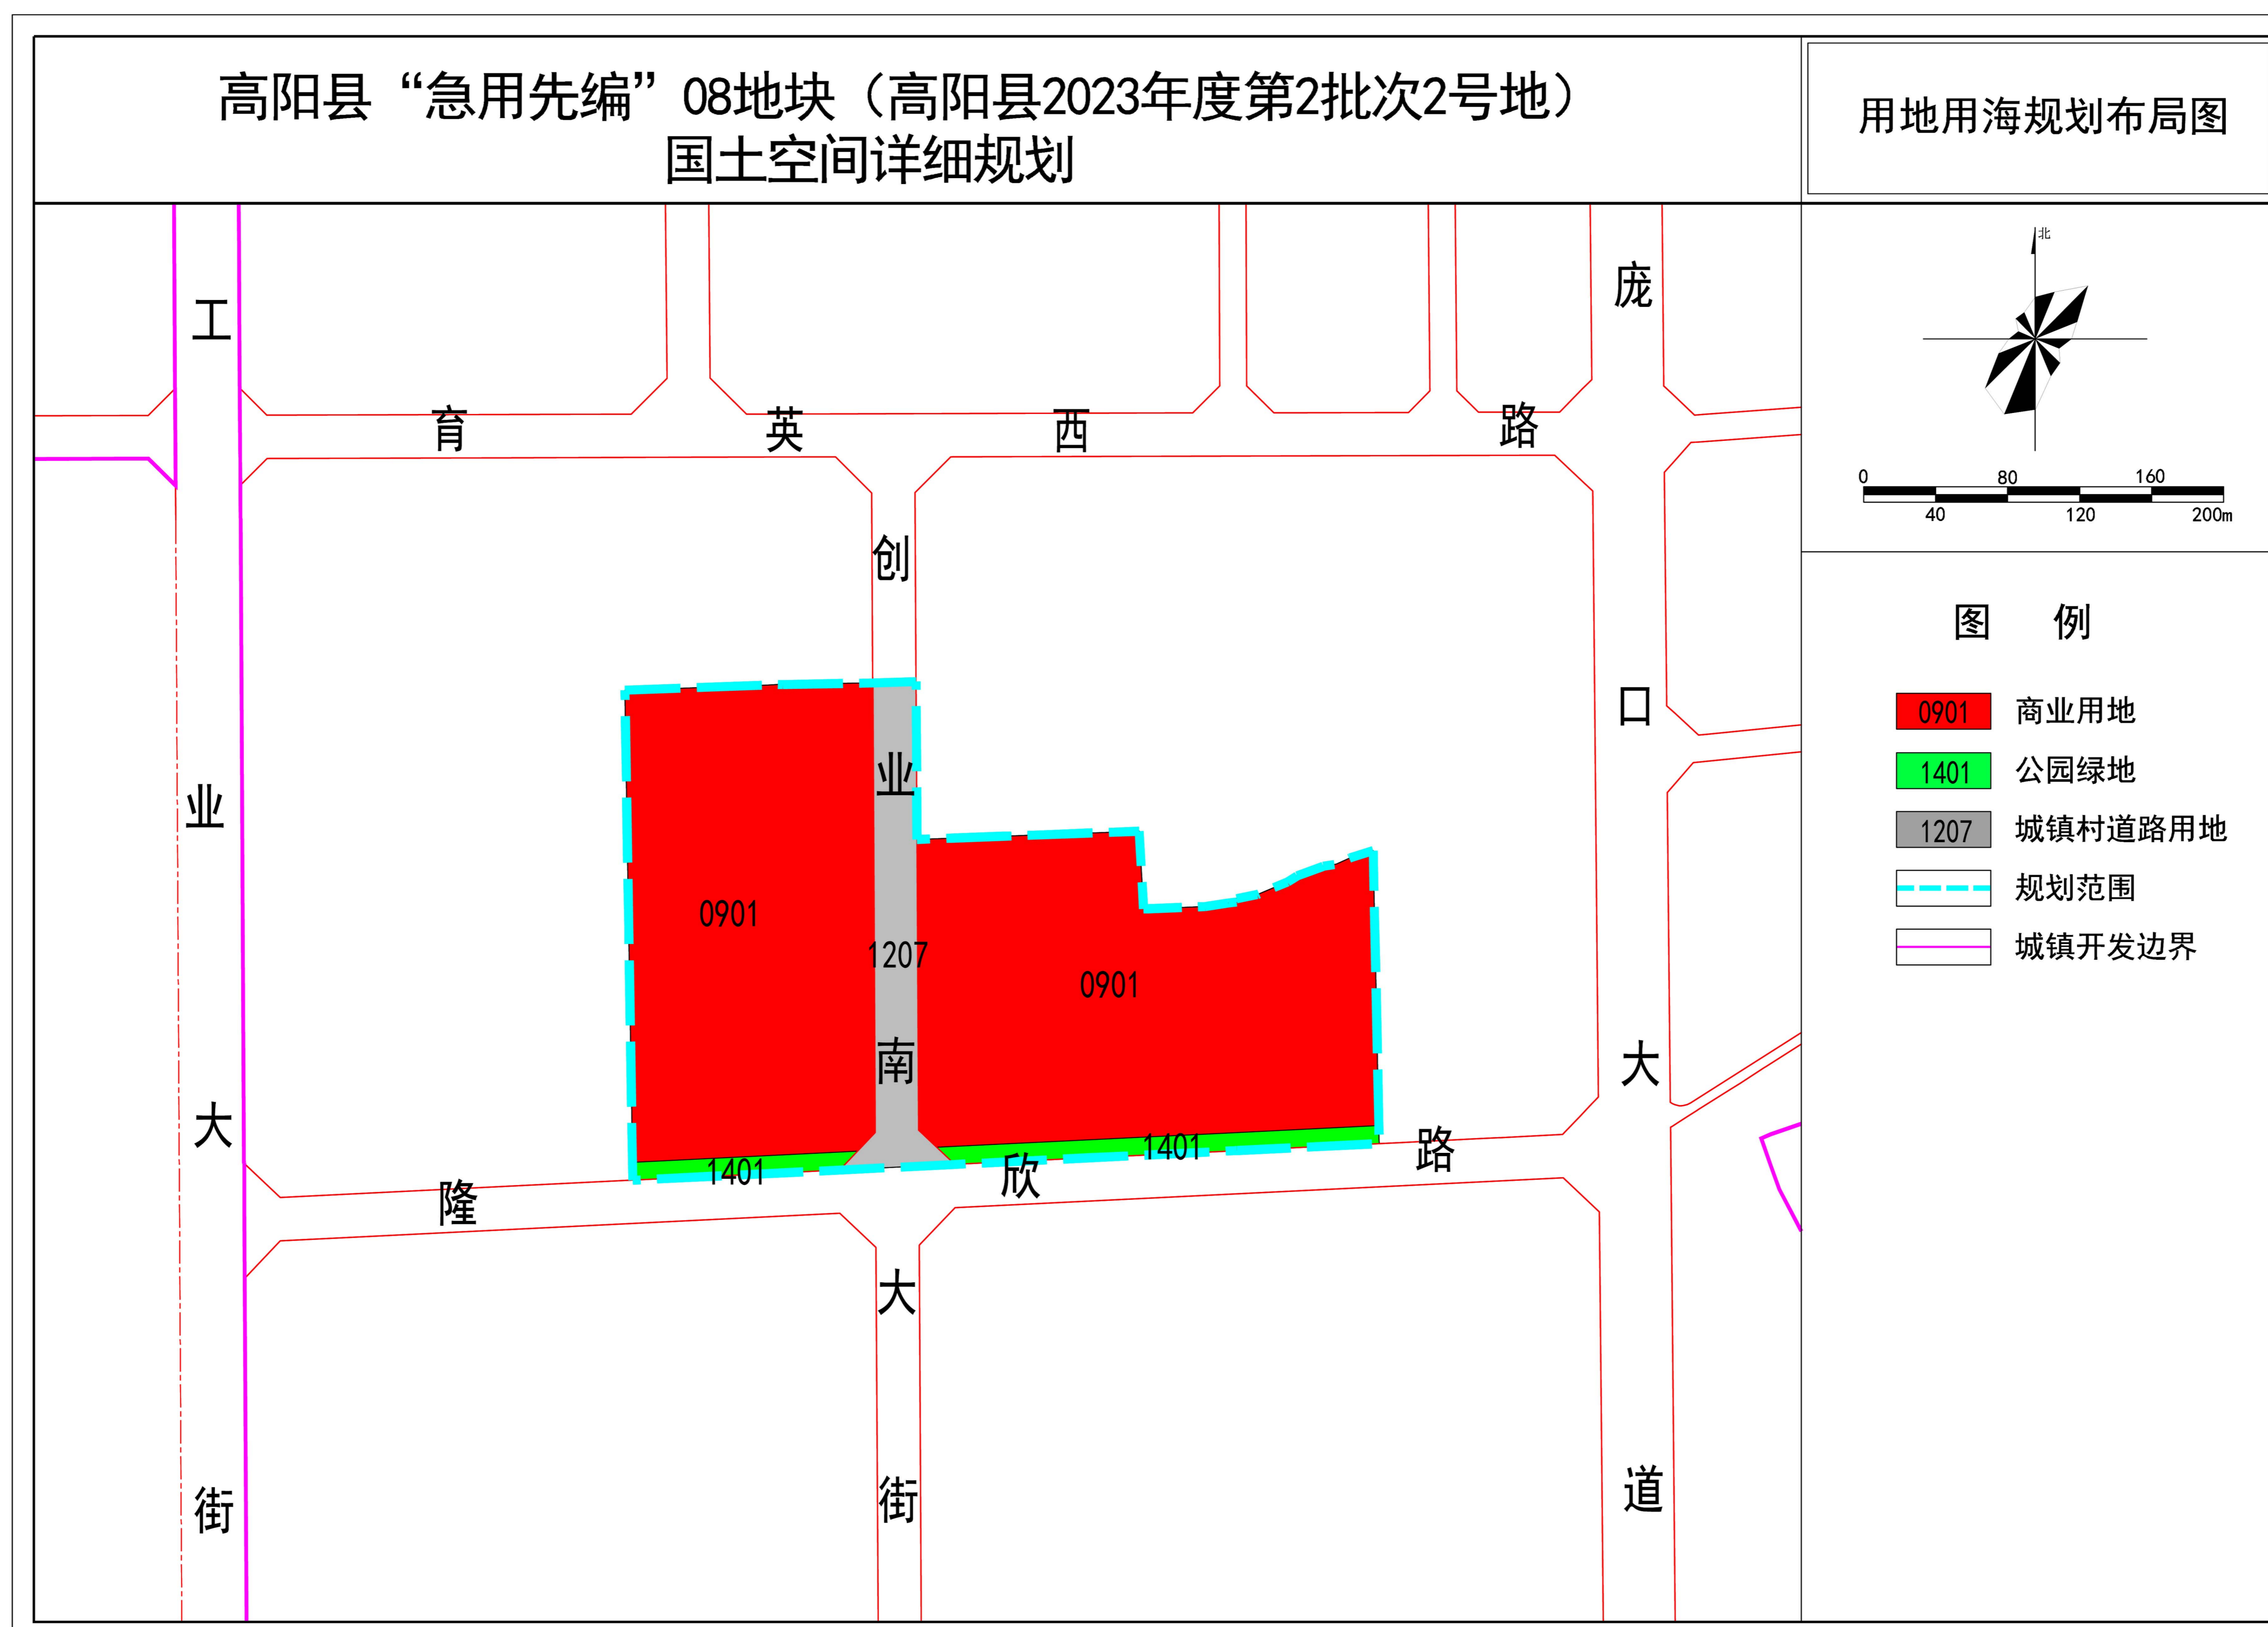 高阳县“急用先编”08地块（高阳县2023年度第2批次2号地）
国土空间详细规划
用地用海规划布局图
北
0 80 160
40 120 200m
图 例
0901 商业用地
1401 公园绿地
1207 城镇村道路用地
规划范围
城镇开发边界
工业大街
育英西路
创业南大街
庞口大道
隆欣路
0901
1207
0901
1401
1401